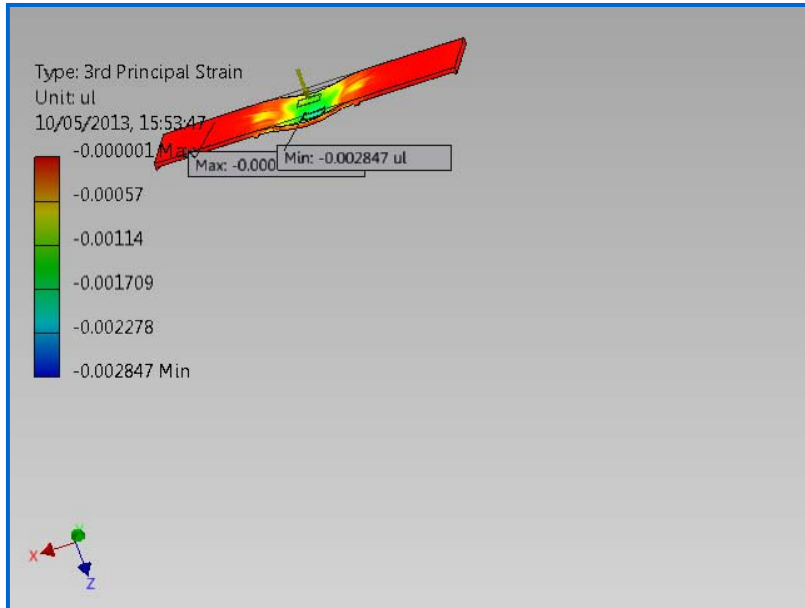 Type: 3rd Principal Strain
Unit: ul
10/05/2013, 15:53:47
-0.000001 Max
Max: -0.000
Min: -0.002847 ul
-0.00057
-0.00114
-0.001709
-0.002278
-0.002847 Min
X
Z